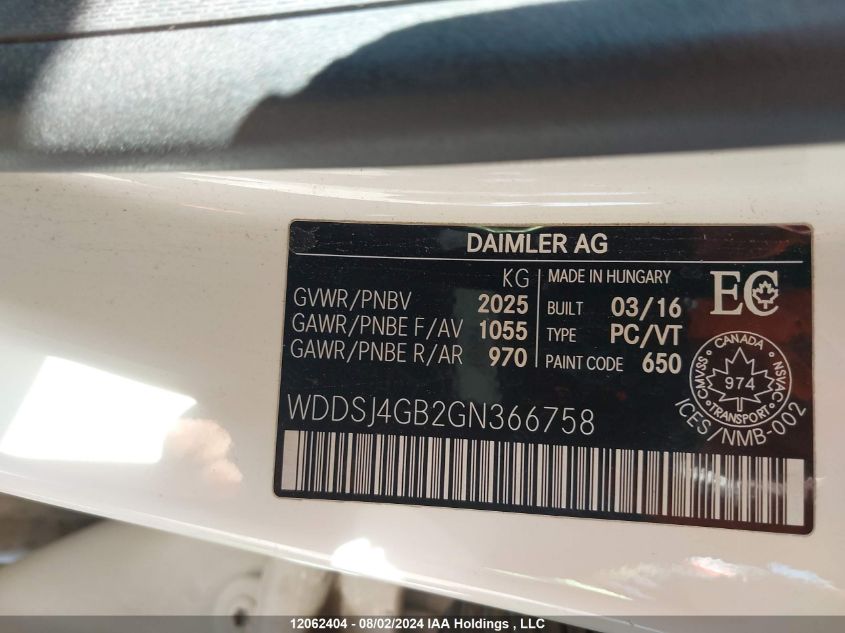 DAIMLER AG
KG
GVWR/PNBV 2025
GAWR/PNBE F/AV 1055
GAWR/PNBE R/AR 970
MADE IN HUNGARY
BUILT 03/16
TYPE PC/VT
PAINT CODE 650
EC
CANADA
CMVSS 974 NSVAC
TRANSPORT
ICES/NMB-002
WDDSJ4GB2GN366758
12062404 - 08/02/2024 IAA Holdings , LLC